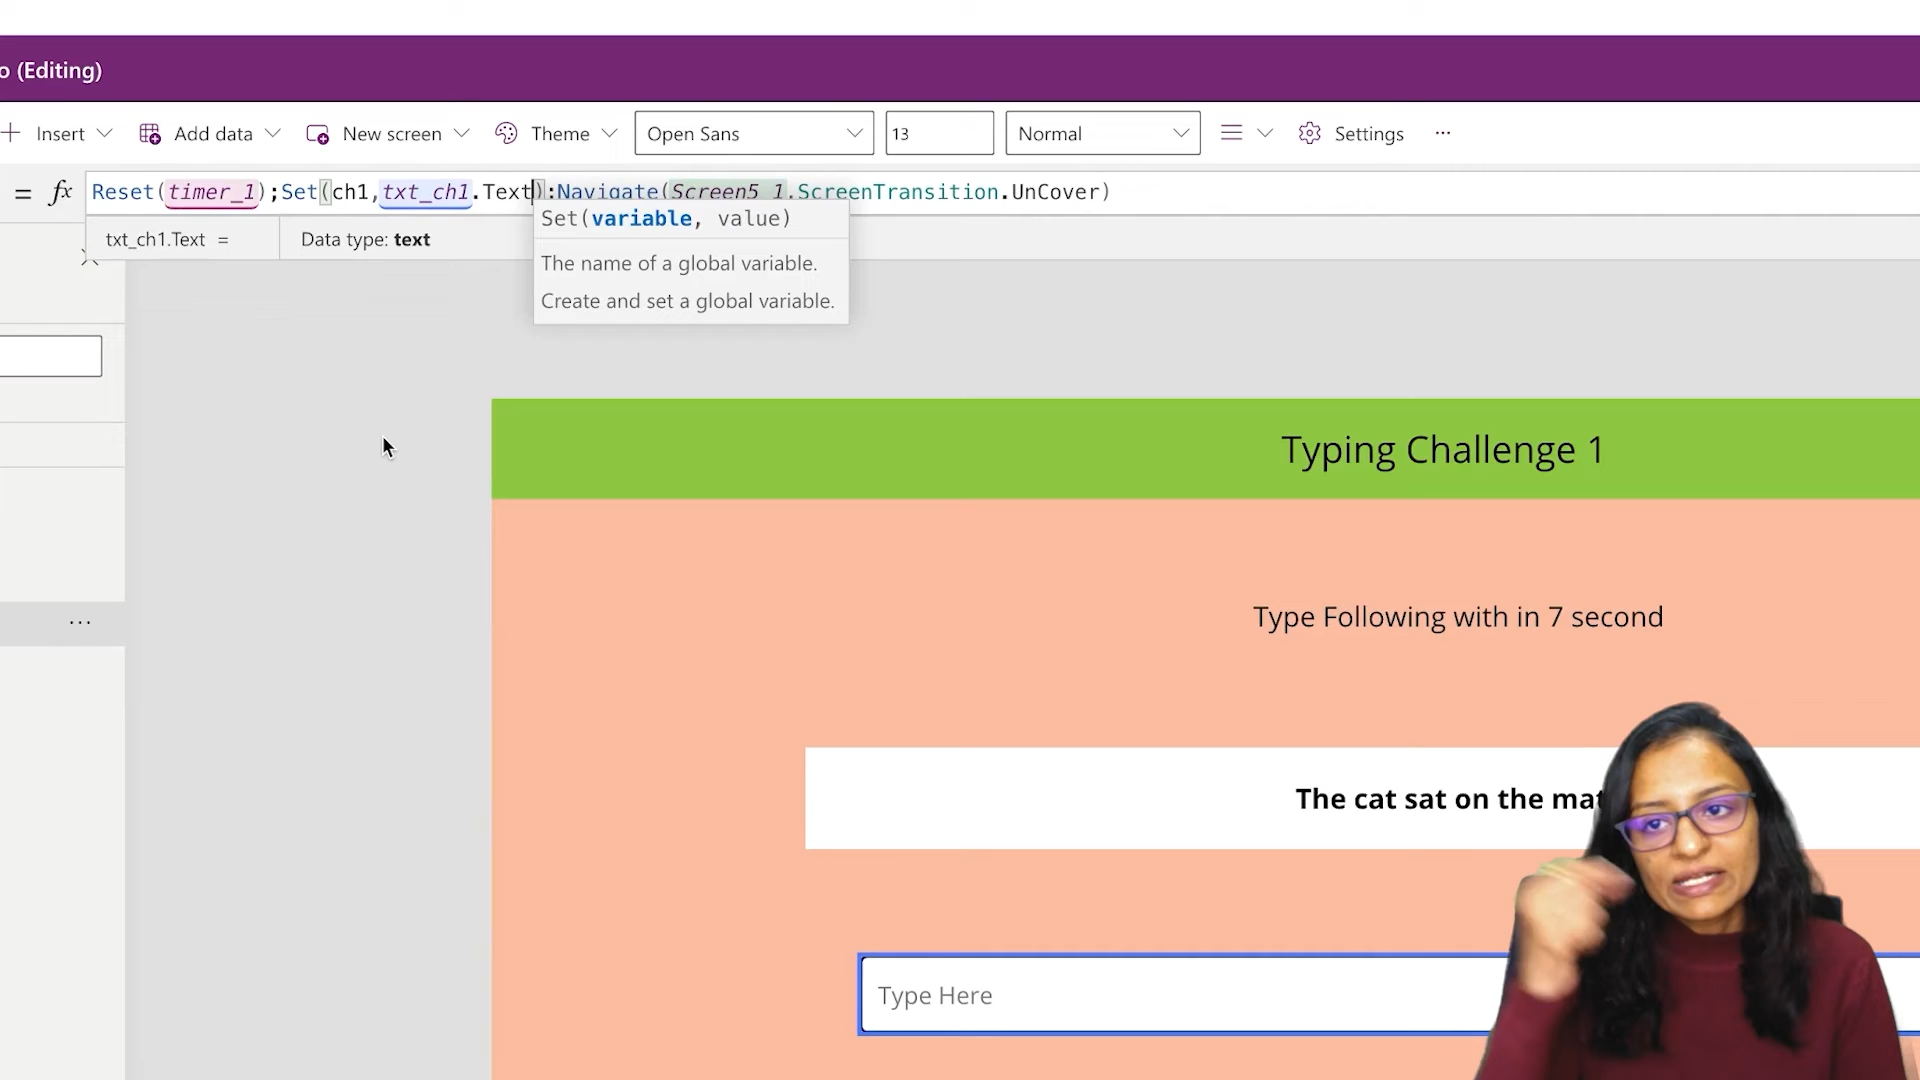 o (Editing)
Insert Add data New screen Theme Open Sans 13 Normal Settings ...
= fx Reset(timer_1);Set(ch1,txt_ch1.Text);Navigate(Screen5_1,ScreenTransition.UnCover)
Set(variable, value)
txt_ch1.Text = Data type: text
The name of a global variable.
Create and set a global variable.
Typing Challenge 1
Type Following with in 7 second
...
The cat sat on the mat
Type Here